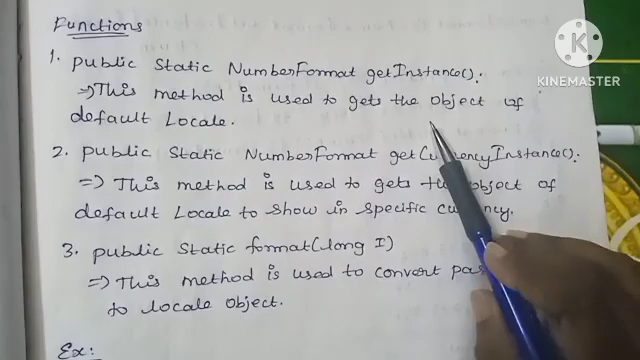 Functions
1. public Static NumberFormat getInstance().
⇒ This method is used to gets the object of
default Locale.
2. public Static NumberFormat getCurrencyInstance().
⇒ This method is used to gets the object of
default Locale to show in specific currency.
3. public Static format(long I)
⇒ This method is used to convert
to locale object.
Ex:
KINEMASTER